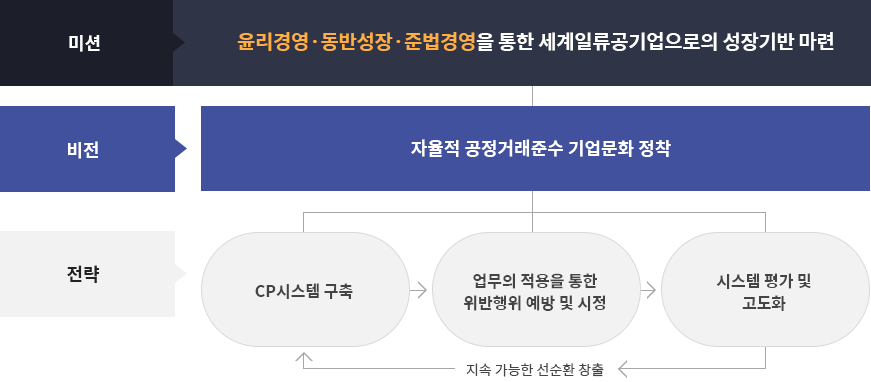 미션
윤리경영·동반성장·준법경영을 통한 세계일류공기업으로의 성장기반 마련
비전
자율적 공정거래준수 기업문화 정착
전략
CP시스템 구축
업무의 적용을 통한
위반행위 예방 및 시정
시스템 평가 및
고도화
지속 가능한 선순환 창출